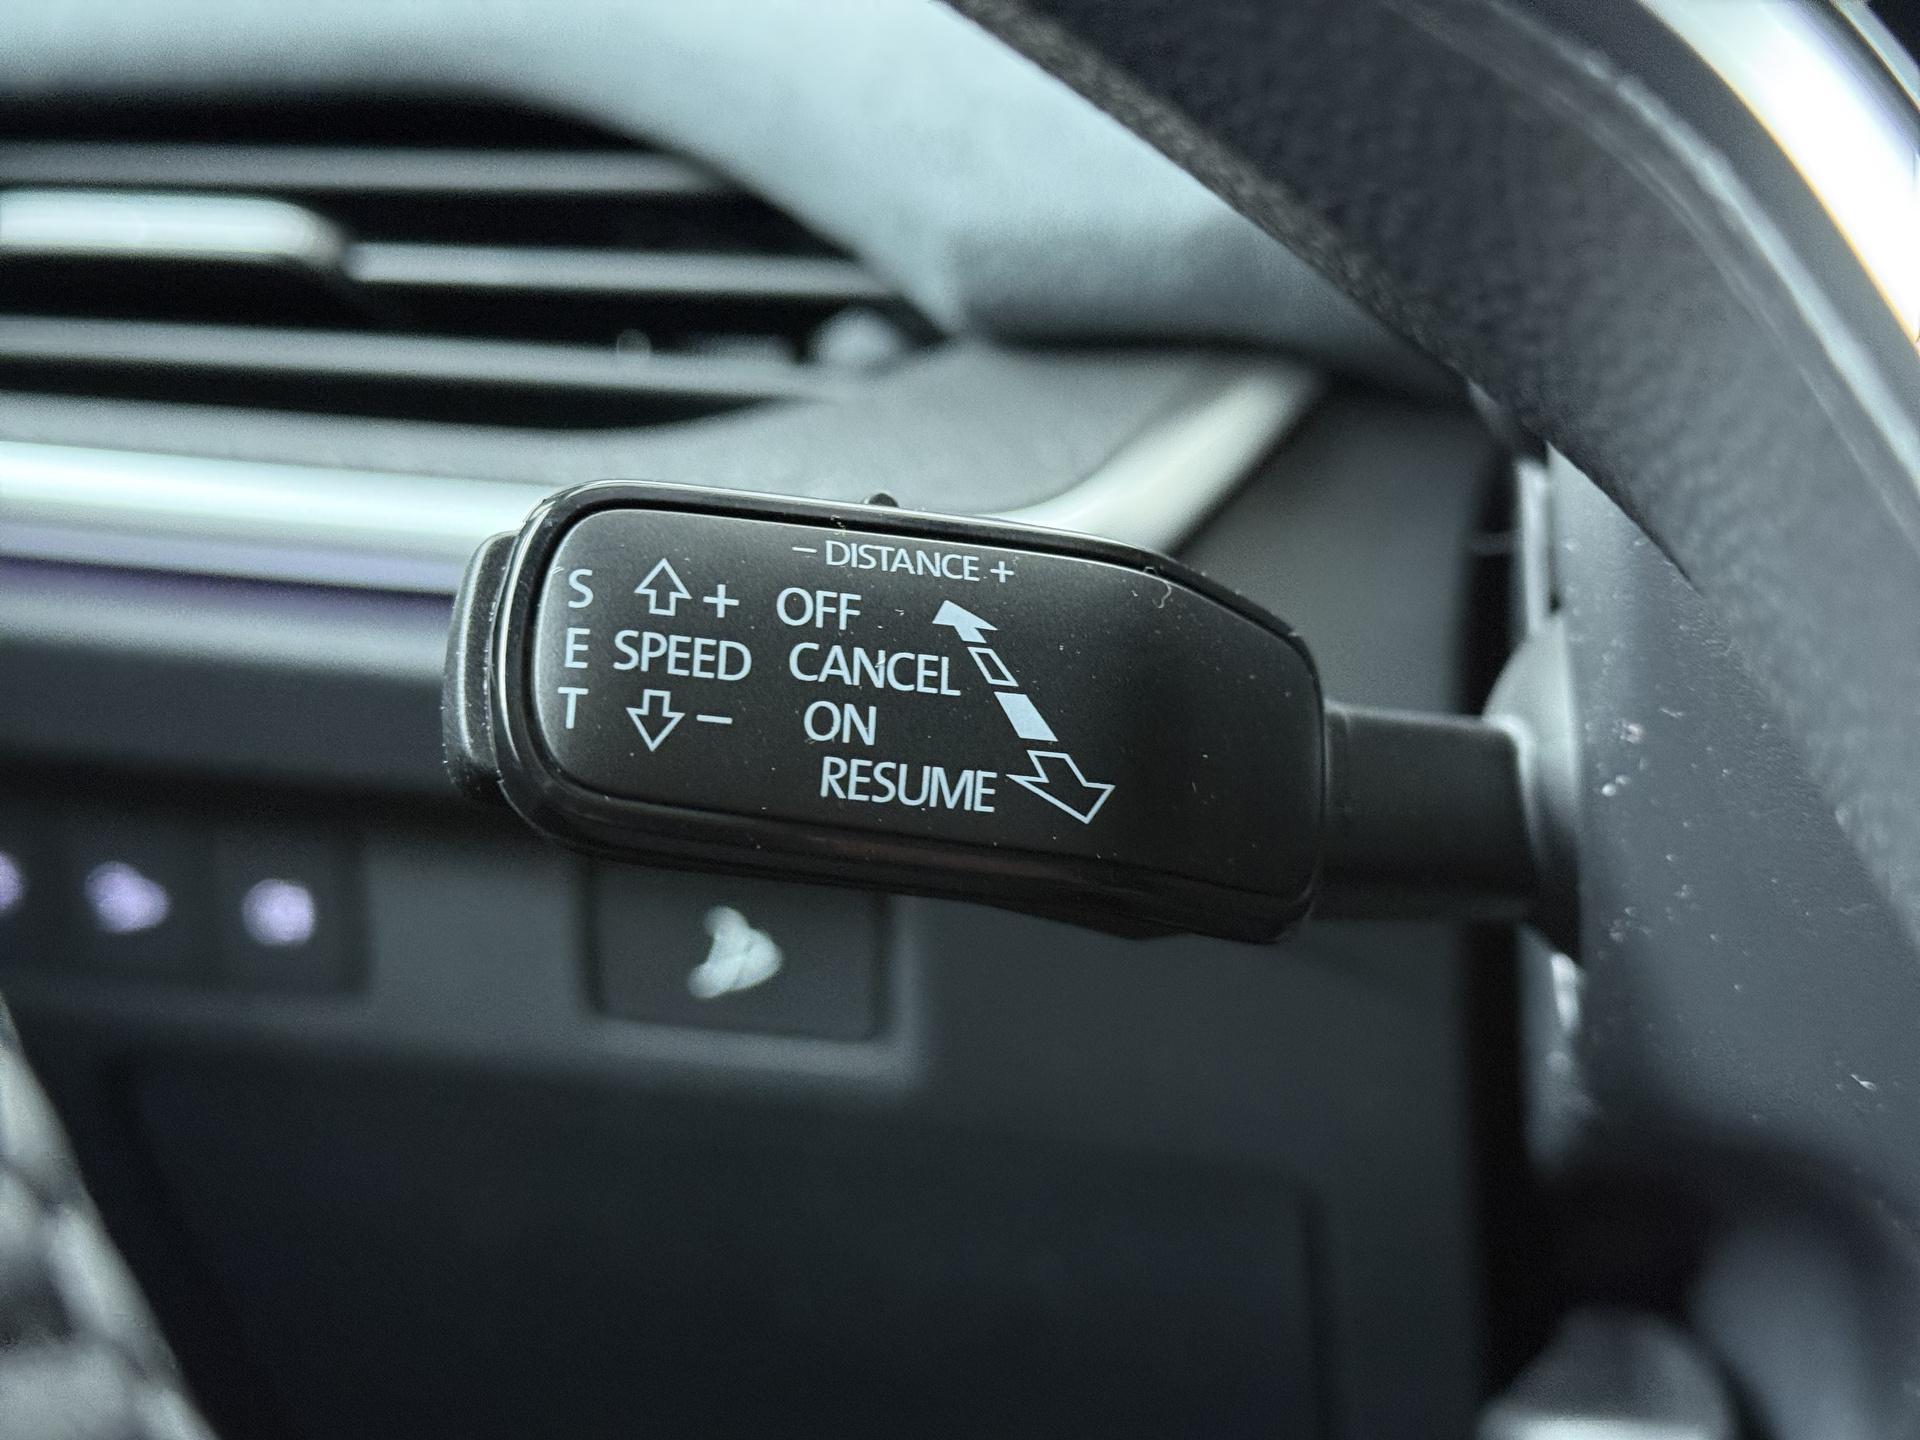 – DISTANCE +
S + OFF
E SPEED CANCEL
T – ON
RESUME